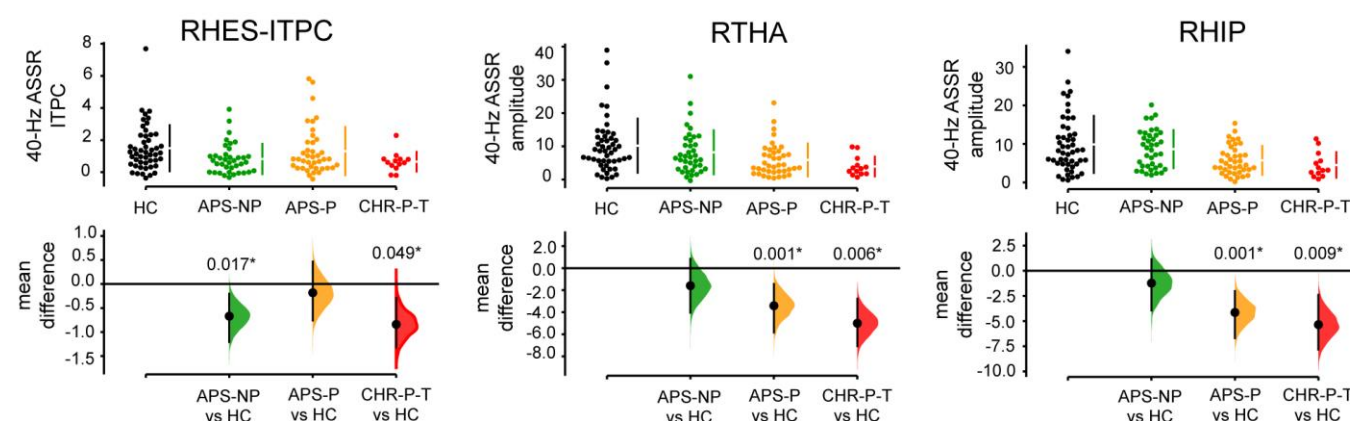 RHES-ITPC
40-Hz ASSR
ITPC
8
6
4
2
0
HC
APS-NP
APS-P
CHR-P-T
mean
difference
1.0
0.5
0.0
-0.5
-1.0
-1.5
0.017*
0.049*
APS-NP
vs HC
APS-P
vs HC
CHR-P-T
vs HC
RTHA
40-Hz ASSR
amplitude
40
30
20
10
0
HC
APS-NP
APS-P
CHR-P-T
mean
difference
2.0
0.0
-2.0
-4.0
-6.0
-8.0
0.001*
0.006*
APS-NP
vs HC
APS-P
vs HC
CHR-P-T
vs HC
RHIP
40-Hz ASSR
amplitude
30
20
10
0
HC
APS-NP
APS-P
CHR-P-T
mean
difference
2.5
0.0
-2.5
-5.0
-7.5
-10.0
0.001*
0.009*
APS-NP
vs HC
APS-P
vs HC
CHR-P-T
vs HC